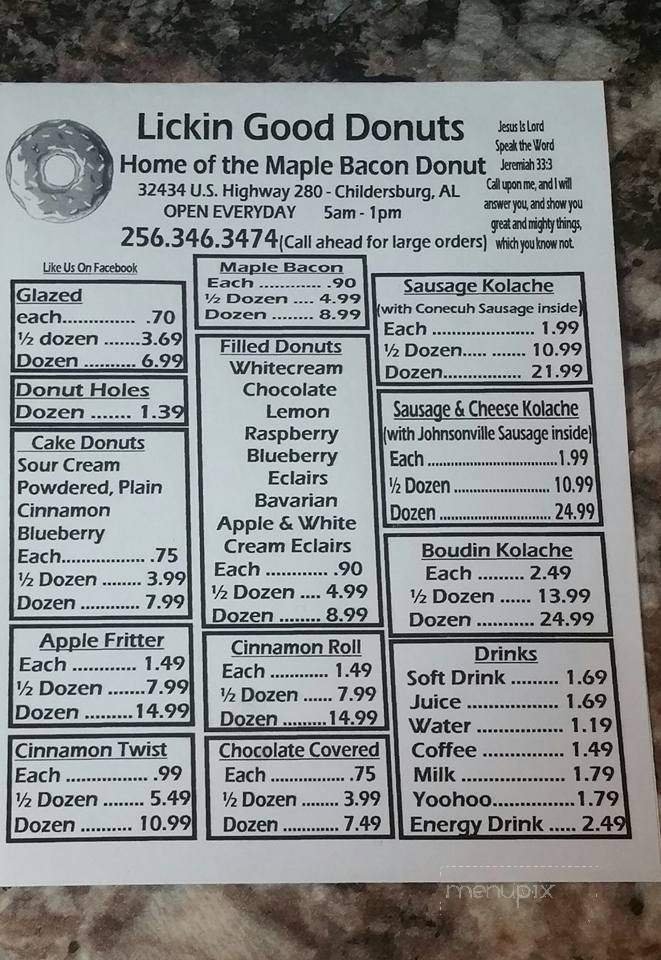 Lickin Good Donuts
Home of the Maple Bacon Donut
32434 U.S. Highway 280 - Childersburg, AL
OPEN EVERYDAY 5am - 1pm
256.346.3474 (Call ahead for large orders)
Jesus Is Lord
Speak the Word
Jeremiah 33:3
Call upon me, and I will
answer you, and show you
great and mighty things,
which you know not.
Like Us On Facebook
Glazed
each.............. .70
½ dozen .......3.69
Dozen .......... 6.99
Donut Holes
Dozen ....... 1.39
Cake Donuts
Sour Cream
Powdered, Plain
Cinnamon
Blueberry
Each................ .75
½ Dozen ........ 3.99
Dozen ............ 7.99
Apple Fritter
Each ............ 1.49
½ Dozen .......7.99
Dozen .........14.99
Cinnamon Twist
Each ............... .99
½ Dozen ........ 5.49
Dozen .......... 10.99
Maple Bacon
Each .............. .90
½ Dozen .... 4.99
Dozen ......... 8.99
Filled Donuts
Whitecream
Chocolate
Lemon
Raspberry
Blueberry
Eclairs
Bavarian
Apple & White
Cream Eclairs
Each ............. .90
½ Dozen .... 4.99
Dozen ........ 8.99
Cinnamon Roll
Each ............ 1.49
½ Dozen ...... 7.99
Dozen .........14.99
Chocolate Covered
Each .............. .75
½ Dozen ......... 3.99
Dozen ............ 7.49
Sausage Kolache
(with Conecuh Sausage inside)
Each ...................... 1.99
½ Dozen..... ....... 10.99
Dozen................. 21.99
Sausage & Cheese Kolache
(with Johnsonville Sausage inside)
Each ...................................1.99
½ Dozen .......................... 10.99
Dozen .............................. 24.99
Boudin Kolache
Each ......... 2.49
½ Dozen ...... 13.99
Dozen ............ 24.99
Drinks
Soft Drink ......... 1.69
Juice ................. 1.69
Water ................ 1.19
Coffee ............... 1.49
Milk ................... 1.79
Yoohoo................1.79
Energy Drink ..... 2.49
menupix